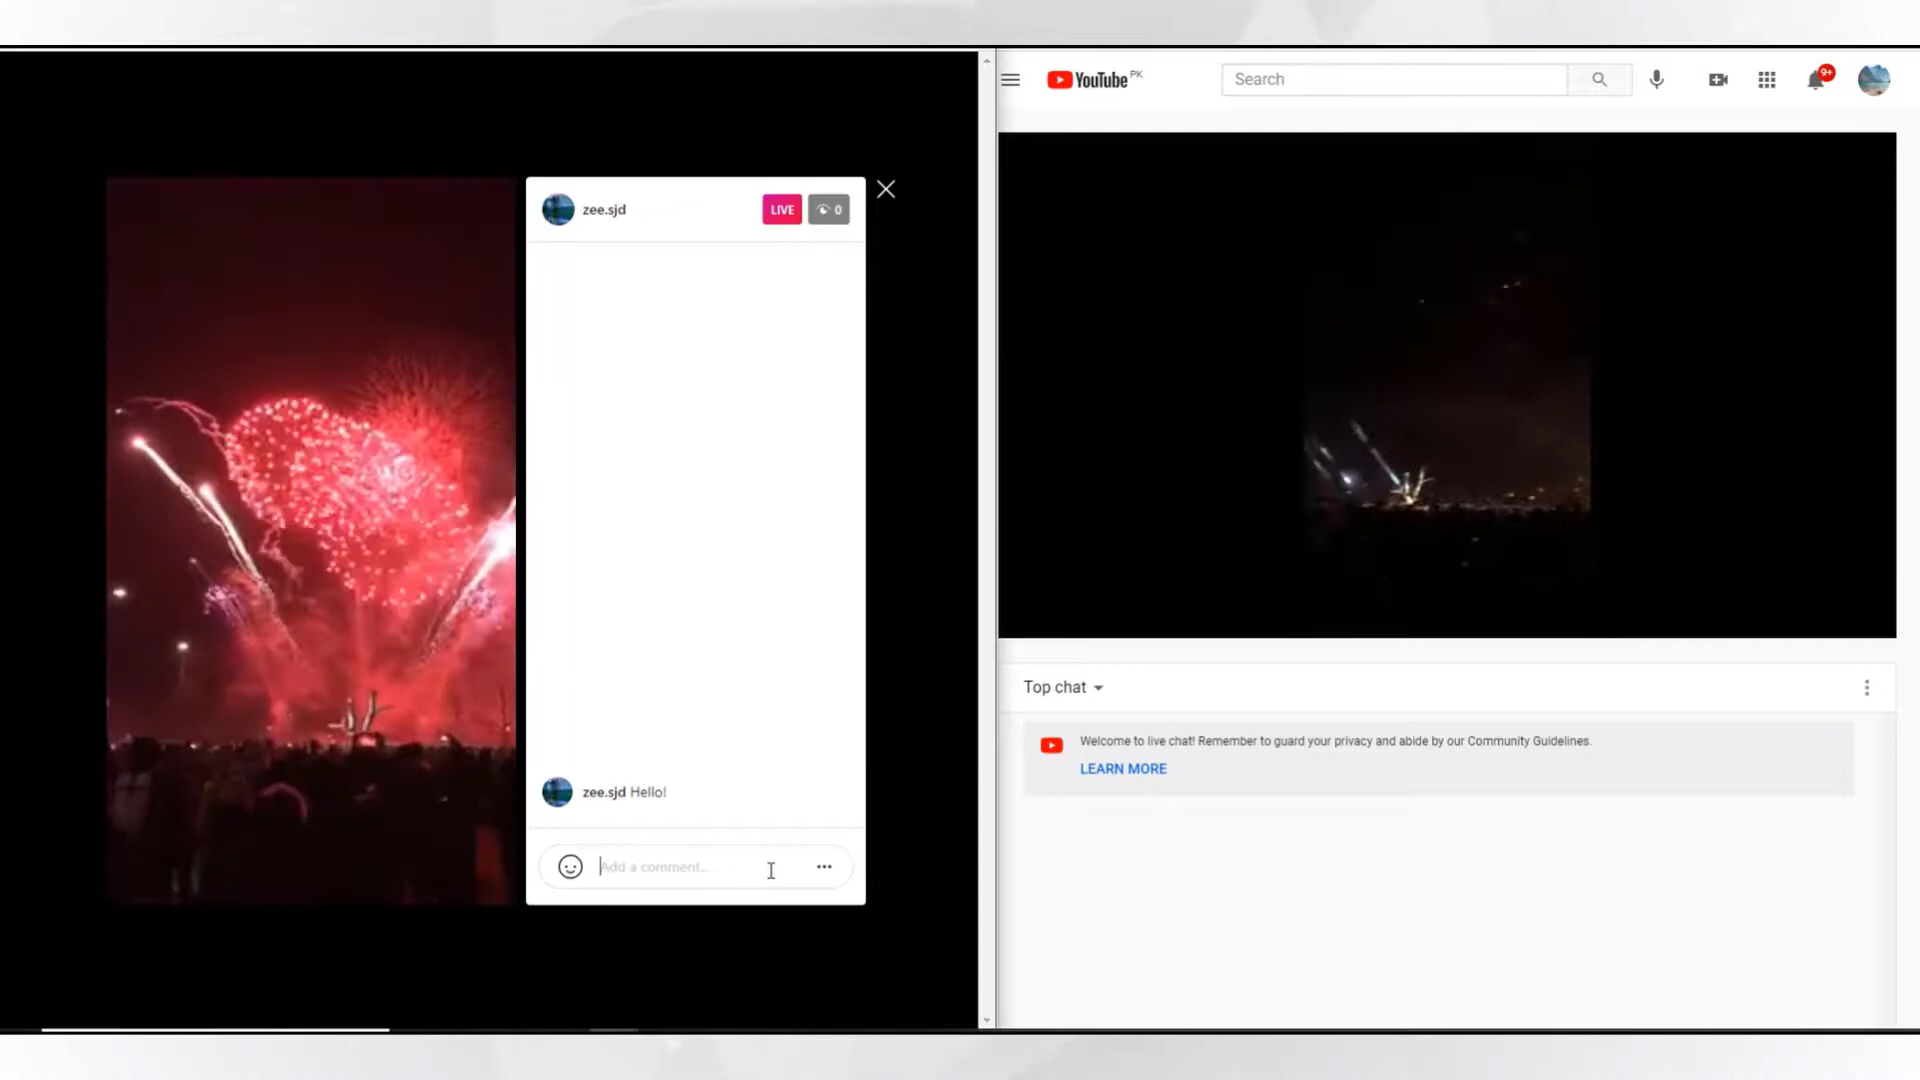 zee.sjd
LIVE
0
zee.sjd Hello!
Add a comment...
YouTube PK
Search
9+
Top chat
Welcome to live chat! Remember to guard your privacy and abide by our Community Guidelines.
LEARN MORE